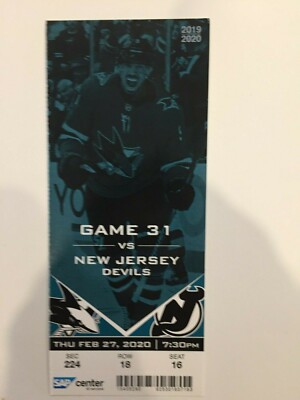 2019
2020
GAME 31
VS
NEW JERSEY
DEVILS
THU FEB 27, 2020 | 7:30PM
SEC
ROW
SEAT
224
18
16
SAP center